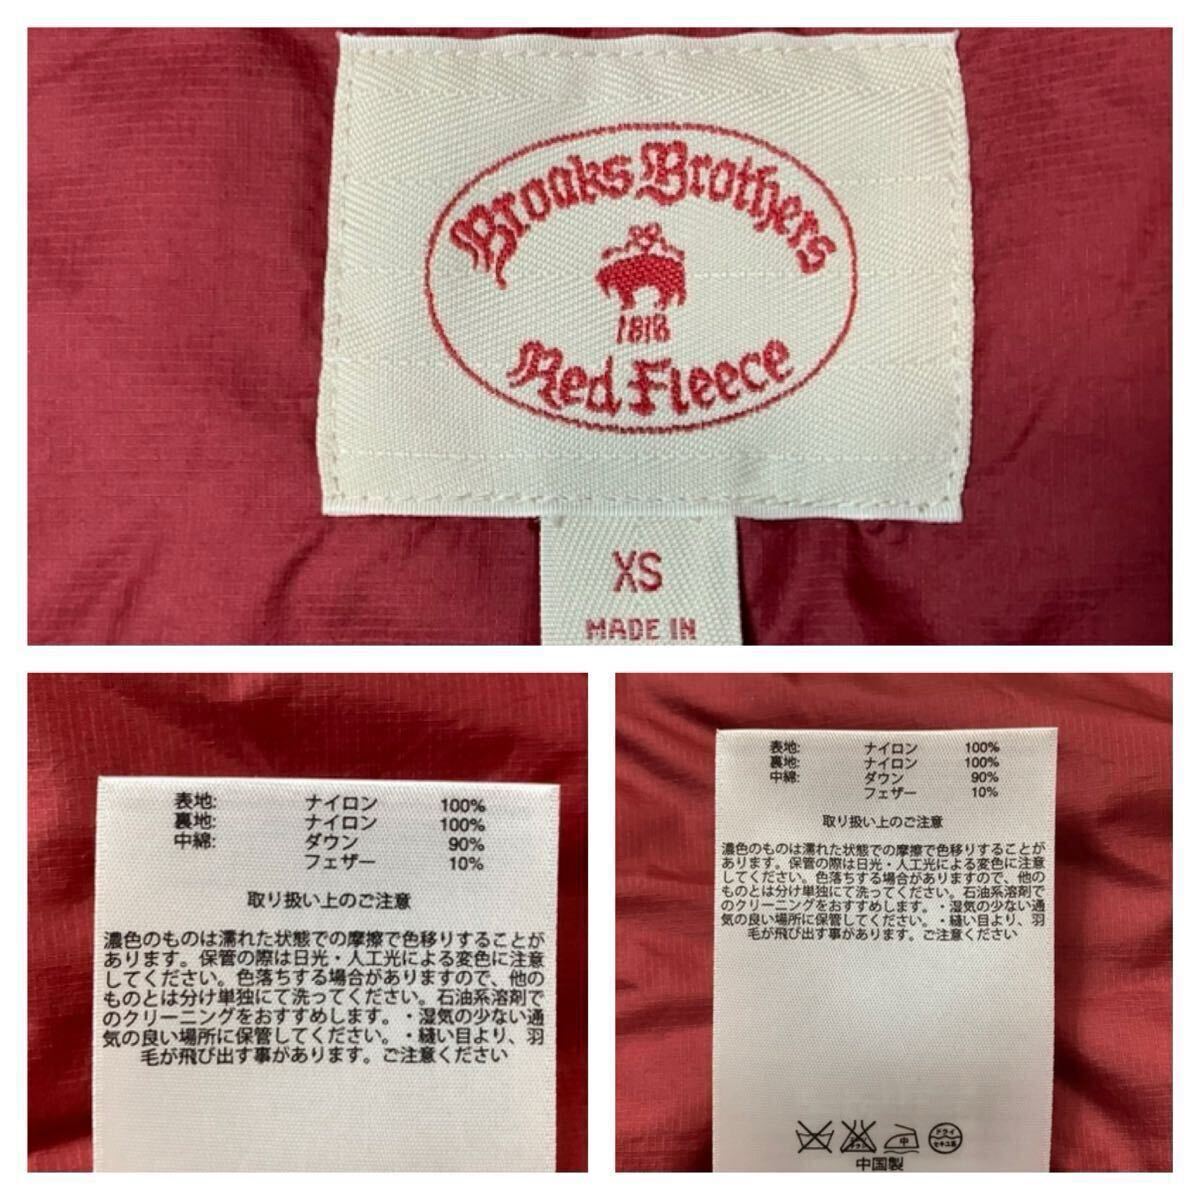 Brooks Brothers
1818
Red Fleece
XS
MADE IN
表地: ナイロン 100%
裏地: ナイロン 100%
中綿: ダウン 90%
フェザー 10%
取り扱い上のご注意
濃色のものは濡れた状態での摩擦で色移りすることが
あります。保管の際は日光・人工光による変色に注意
してください。色落ちする場合がありますので、他の
ものとは分け単独にて洗ってください。石油系溶剤で
のクリーニングをおすすめします。・湿気の少ない通
気の良い場所に保管してください。・縫い目より、羽
毛が飛び出す事があります。ご注意ください
表地: ナイロン 100%
裏地: ナイロン 100%
中綿: ダウン 90%
フェザー 10%
取り扱い上のご注意
濃色のものは濡れた状態での摩擦で色移りすることが
あります。保管の際は日光・人工光による変色に注意
してください。色落ちする場合がありますので、他の
ものとは分け単独にて洗ってください。石油系溶剤で
のクリーニングをおすすめします。・湿気の少ない通
気の良い場所に保管してください。・縫い目より、羽
毛が飛び出す事があります。ご注意ください
エンソサラシ 中 ドライ
セキユ系
中国製